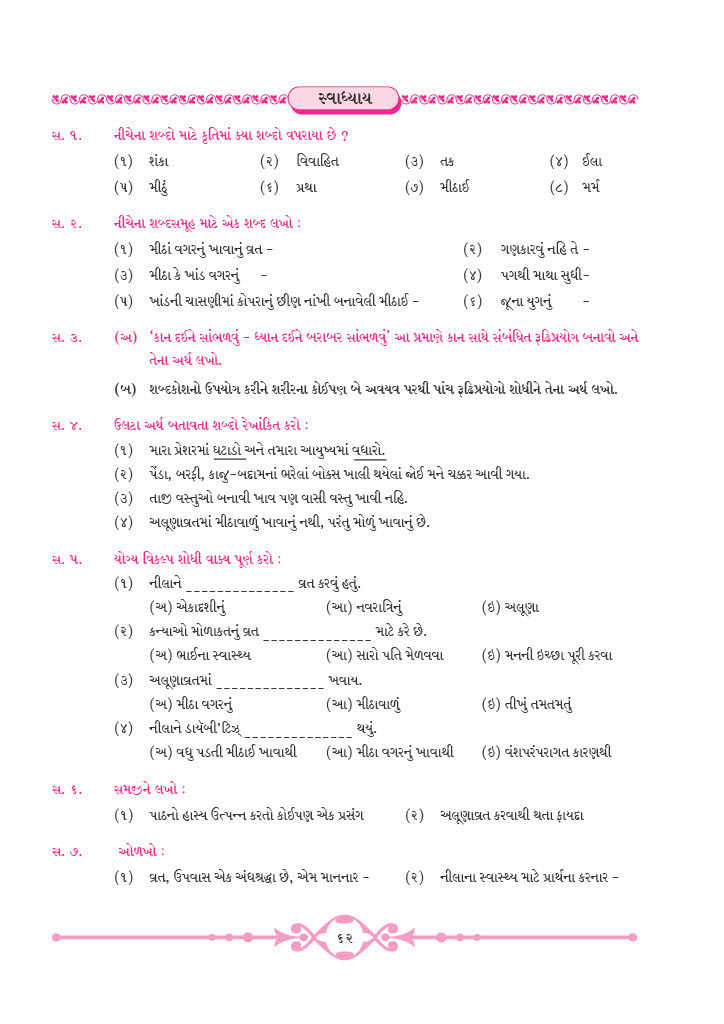 સ્વાધ્યાય
સ. ૧. નીચેના શબ્દો માટે કૃતિમાં ક્યા શબ્દો વપરાયા છે ?
(૧) શંકા (૨) વિવાહિત (૩) તક (૪) ઈલા
(૫) મીઠું (૬) પ્રથા (૭) મીઠાઈ (૮) મર્મ
સ. ૨. નીચેના શબ્દસમૂહ માટે એક શબ્દ લખો :
(૧) મીઠાં વગરનું ખાવાનું વ્રત - (૨) ગણકારવું નહિ તે -
(૩) મીઠા કે ખાંડ વગરનું - (૪) પગથી માથા સુધી-
(૫) ખાંડની ચાસણીમાં કોપરાનું છીણ નાંખી બનાવેલી મીઠાઈ - (૬) જૂના યુગનું -
સ. ૩. (અ) ‘કાન દઈને સાંભળવું - ધ્યાન દઈને બરાબર સાંભળવું’ આ પ્રમાણે કાન સાથે સંબંધિત રૂઢિપ્રયોગ બનાવો અને
તેના અર્થ લખો.
(બ) શબ્દકોશનો ઉપયોગ કરીને શરીરના કોઈપણ બે અવયવ પરથી પાંચ રૂઢિપ્રયોગો શોધીને તેના અર્થ લખો.
સ. ૪. ઉલટા અર્થ બતાવતા શબ્દો રેખાંકિત કરો :
(૧) મારા પ્રેશરમાં ઘટાડો અને તમારા આયુષ્યમાં વધારો.
(૨) પેંડા, બરફી, કાજુ-બદામનાં ભરેલાં બોક્સ ખાલી થયેલાં જોઈ મને ચક્કર આવી ગયા.
(૩) તાજી વસ્તુઓ બનાવી ખાવ પણ વાસી વસ્તુ ખાવી નહિ.
(૪) અલૂણાવ્રતમાં મીઠાવાળું ખાવાનું નથી, પરંતુ મોળું ખાવાનું છે.
સ. ૫. યોગ્ય વિકલ્પ શોધી વાક્ય પૂર્ણ કરો :
(૧) નીલાને _ _ _ _ _ _ _ _ _ _ _ _ _ _ વ્રત કરવું હતું.
(અ) એકાદશીનું (આ) નવરાત્રિનું (ઇ) અલૂણા
(૨) કન્યાઓ મોળાકતનું વ્રત _ _ _ _ _ _ _ _ _ _ _ _ _ _ માટે કરે છે.
(અ) ભાઈના સ્વાસ્થ્ય (આ) સારો પતિ મેળવવા (ઇ) મનની ઇચ્છા પૂરી કરવા
(૩) અલૂણાવ્રતમાં _ _ _ _ _ _ _ _ _ _ _ _ _ _ ખવાય.
(અ) મીઠા વગરનું (આ) મીઠાવાળું (ઇ) તીખું તમતમતું
(૪) નીલાને ડાયૅબી'ટિઝ્ _ _ _ _ _ _ _ _ _ _ _ _ _ _ થયું.
(અ) વધુ પડતી મીઠાઈ ખાવાથી (આ) મીઠા વગરનું ખાવાથી (ઇ) વંશપરંપરાગત કારણથી
સ. ૬. સમજીને લખો :
(૧) પાઠનો હાસ્ય ઉત્પન્ન કરતો કોઈપણ એક પ્રસંગ (૨) અલૂણાવ્રત કરવાથી થતા ફાયદા
સ. ૭. ઓળખો :
(૧) વ્રત, ઉપવાસ એક અંધશ્રદ્ધા છે, એમ માનનાર - (૨) નીલાના સ્વાસ્થ્ય માટે પ્રાર્થના કરનાર -
૬૨